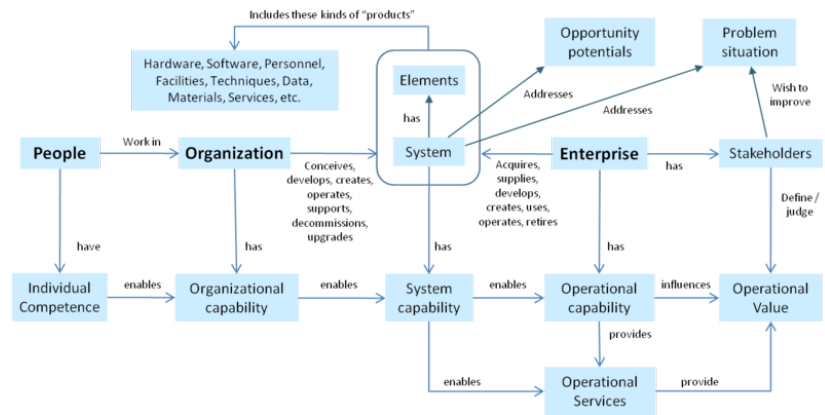 Includes these kinds of “products”
Hardware, Software, Personnel,
Facilities, Techniques, Data,
Materials, Services, etc.
Elements
Opportunity
potentials
Problem
situation
Addresses
Addresses
Wish to
improve
has
People
Work in
Organization
Conceives,
develops, creates,
operates,
supports,
decommissions,
upgrades
System
Acquires,
supplies,
develops,
creates, uses,
operates, retires
Enterprise
has
Stakeholders
have
has
has
has
Define /
judge
Individual
Competence
enables
Organizational
capability
enables
System
capability
enables
Operational
capability
influences
Operational
Value
provides
enables
Operational
Services
provide